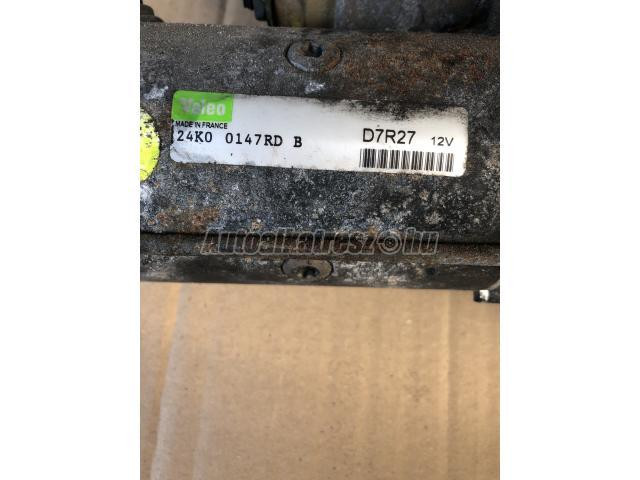 Valeo
MADE IN FRANCE
24K0 0147RD B
D7R27 12V
Autoalkatresz.hu